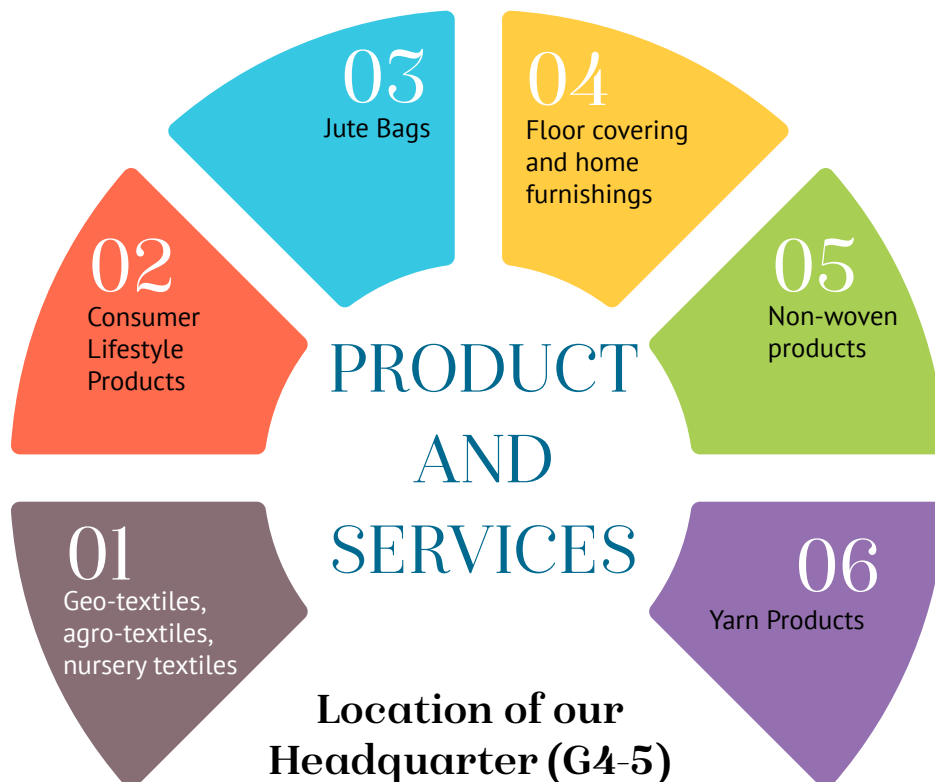 03
Jute Bags
04
Floor covering
and home
furnishings
02
Consumer
Lifestyle
Products
05
Non-woven
products
PRODUCT
AND
SERVICES
01
Geo-textiles,
agro-textiles,
nursery textiles
06
Yarn Products
Location of our
Headquarter (G4-5)